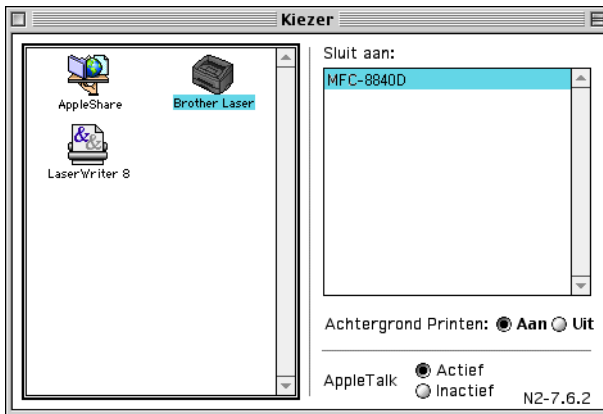 Kiezer
AppleShare
Brother Laser
LaserWriter 8
Sluit aan:
MFC-8840D
Achtergrond Printen: Aan Uit
AppleTalk
Actief
Inactief
N2-7.6.2